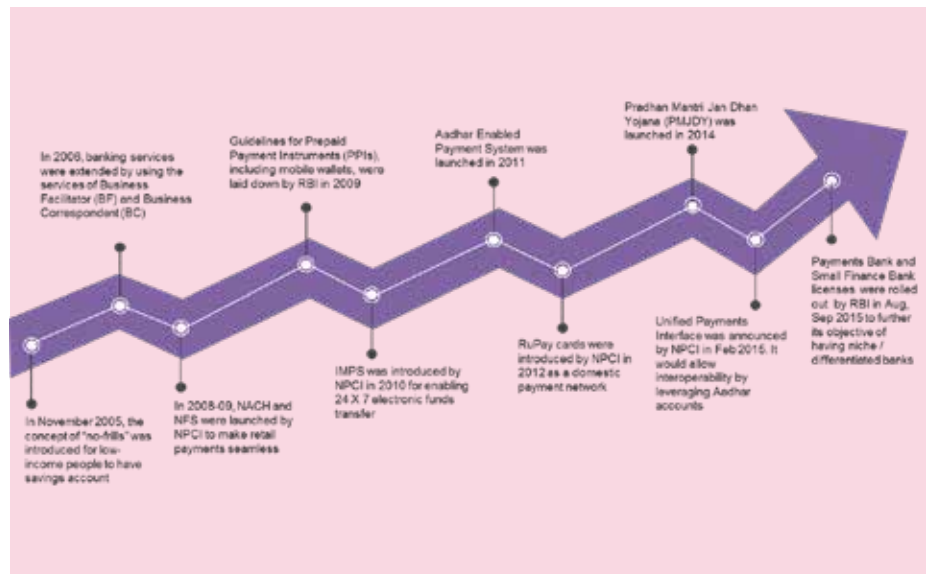 In November 2005, the
concept of "no-frills" was
introduced for low-
income people to have
savings account
In 2006, banking services
were extended by using the
services of Business
Facilitator (BF) and Business
Correspondent (BC)
In 2008-09, NACH and
NFS were launched by
NPCI to make retail
payments seamless
Guidelines for Prepaid
Payment Instruments (PPIs),
including mobile wallets, were
laid down by RBI in 2009
IMPS was introduced by
NPCI in 2010 for enabling
24 X 7 electronic funds
transfer
Aadhar Enabled
Payment System was
launched in 2011
RuPay cards were
introduced by NPCI in
2012 as a domestic
payment network
Pradhan Mantri Jan Dhan
Yojana (PMJDY) was
launched in 2014
Unified Payments
Interface was announced
by NPCI in Feb 2015. It
would allow
interoperability by
leveraging Aadhar
accounts
Payments Bank and
Small Finance Bank
licenses were rolled
out by RBI in Aug,
Sep 2015 to further
its objective of
having niche /
differentiated banks